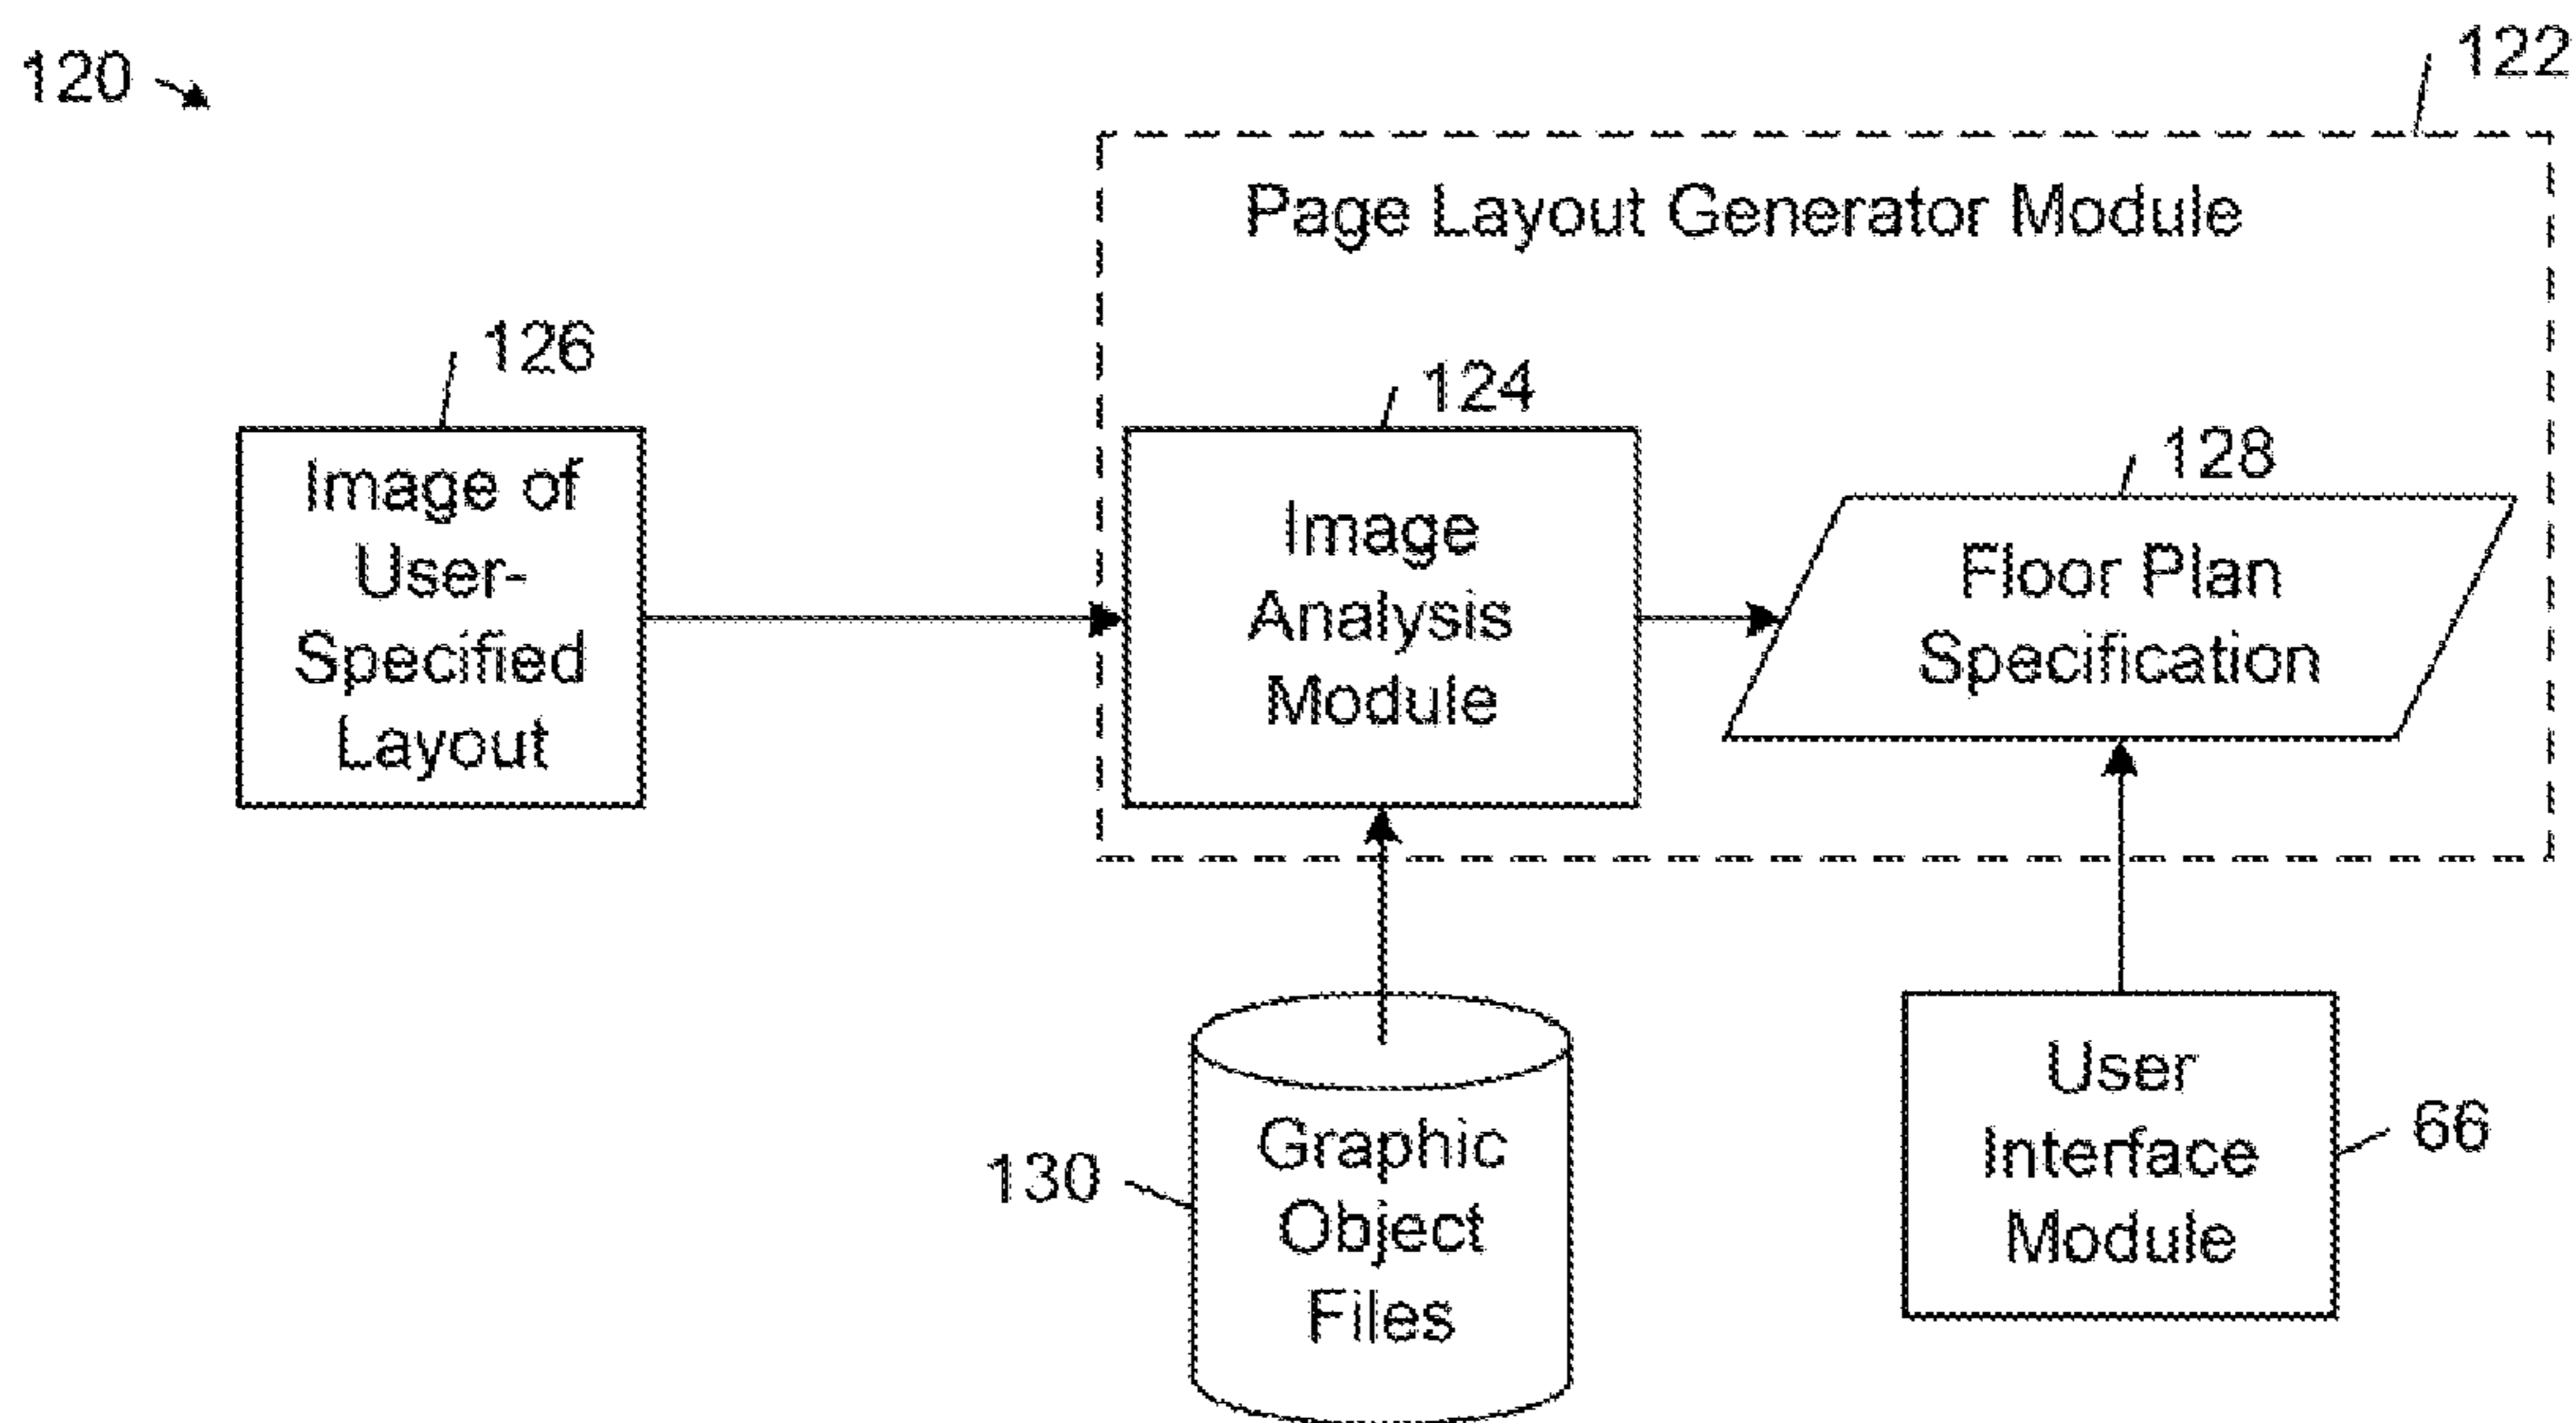 120
122
Page Layout Generator Module
126
Image of
User-
Specified
Layout
124
Image
Analysis
Module
128
Floor Plan
Specification
130
Graphic
Object
Files
User
Interface
Module
66